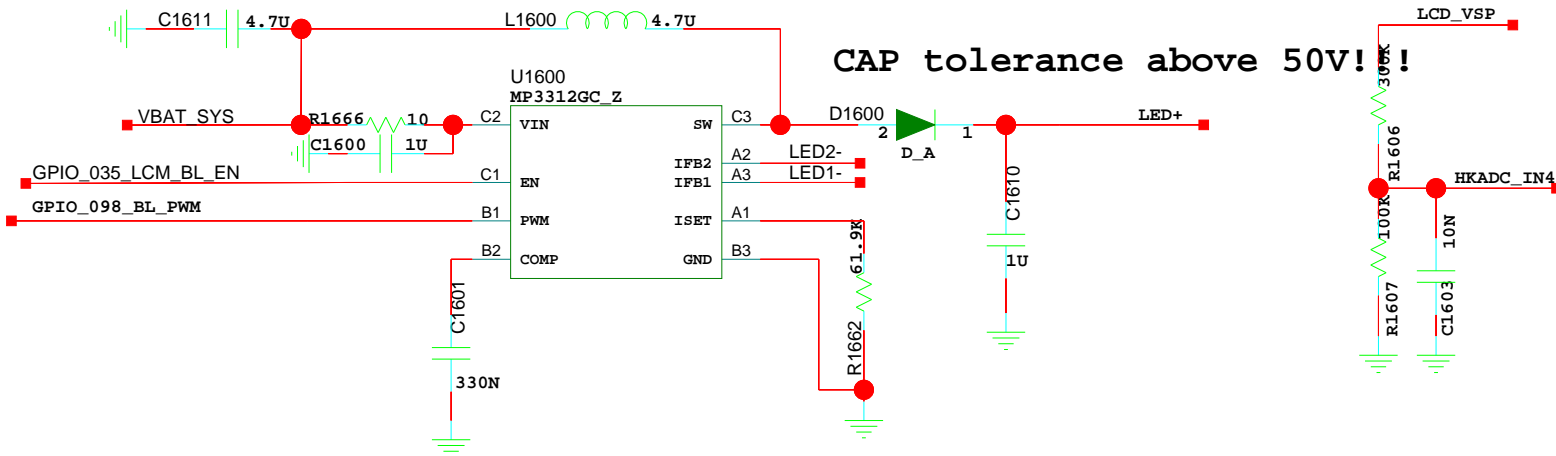 C1611 4.7U
L1600 4.7U
LCD_VSP
CAP tolerance above 50V!!!
300K
U1600
MP3312GC_Z
VBAT_SYS
R1666 10
C2 VIN
SW C3
D1600
2 1
D_A
LED+
C1600 1U
R1606
IFB2 A2 LED2-
GPIO_035_LCM_BL_EN
C1 EN
IFB1 A3 LED1-
HKADC_IN4
GPIO_098_BL_PWM
B1 PWM
ISET A1
C1610
1U
100K
10N
B2 COMP
GND B3
61.9K
R1662
C1601
330N
R1607
C1603